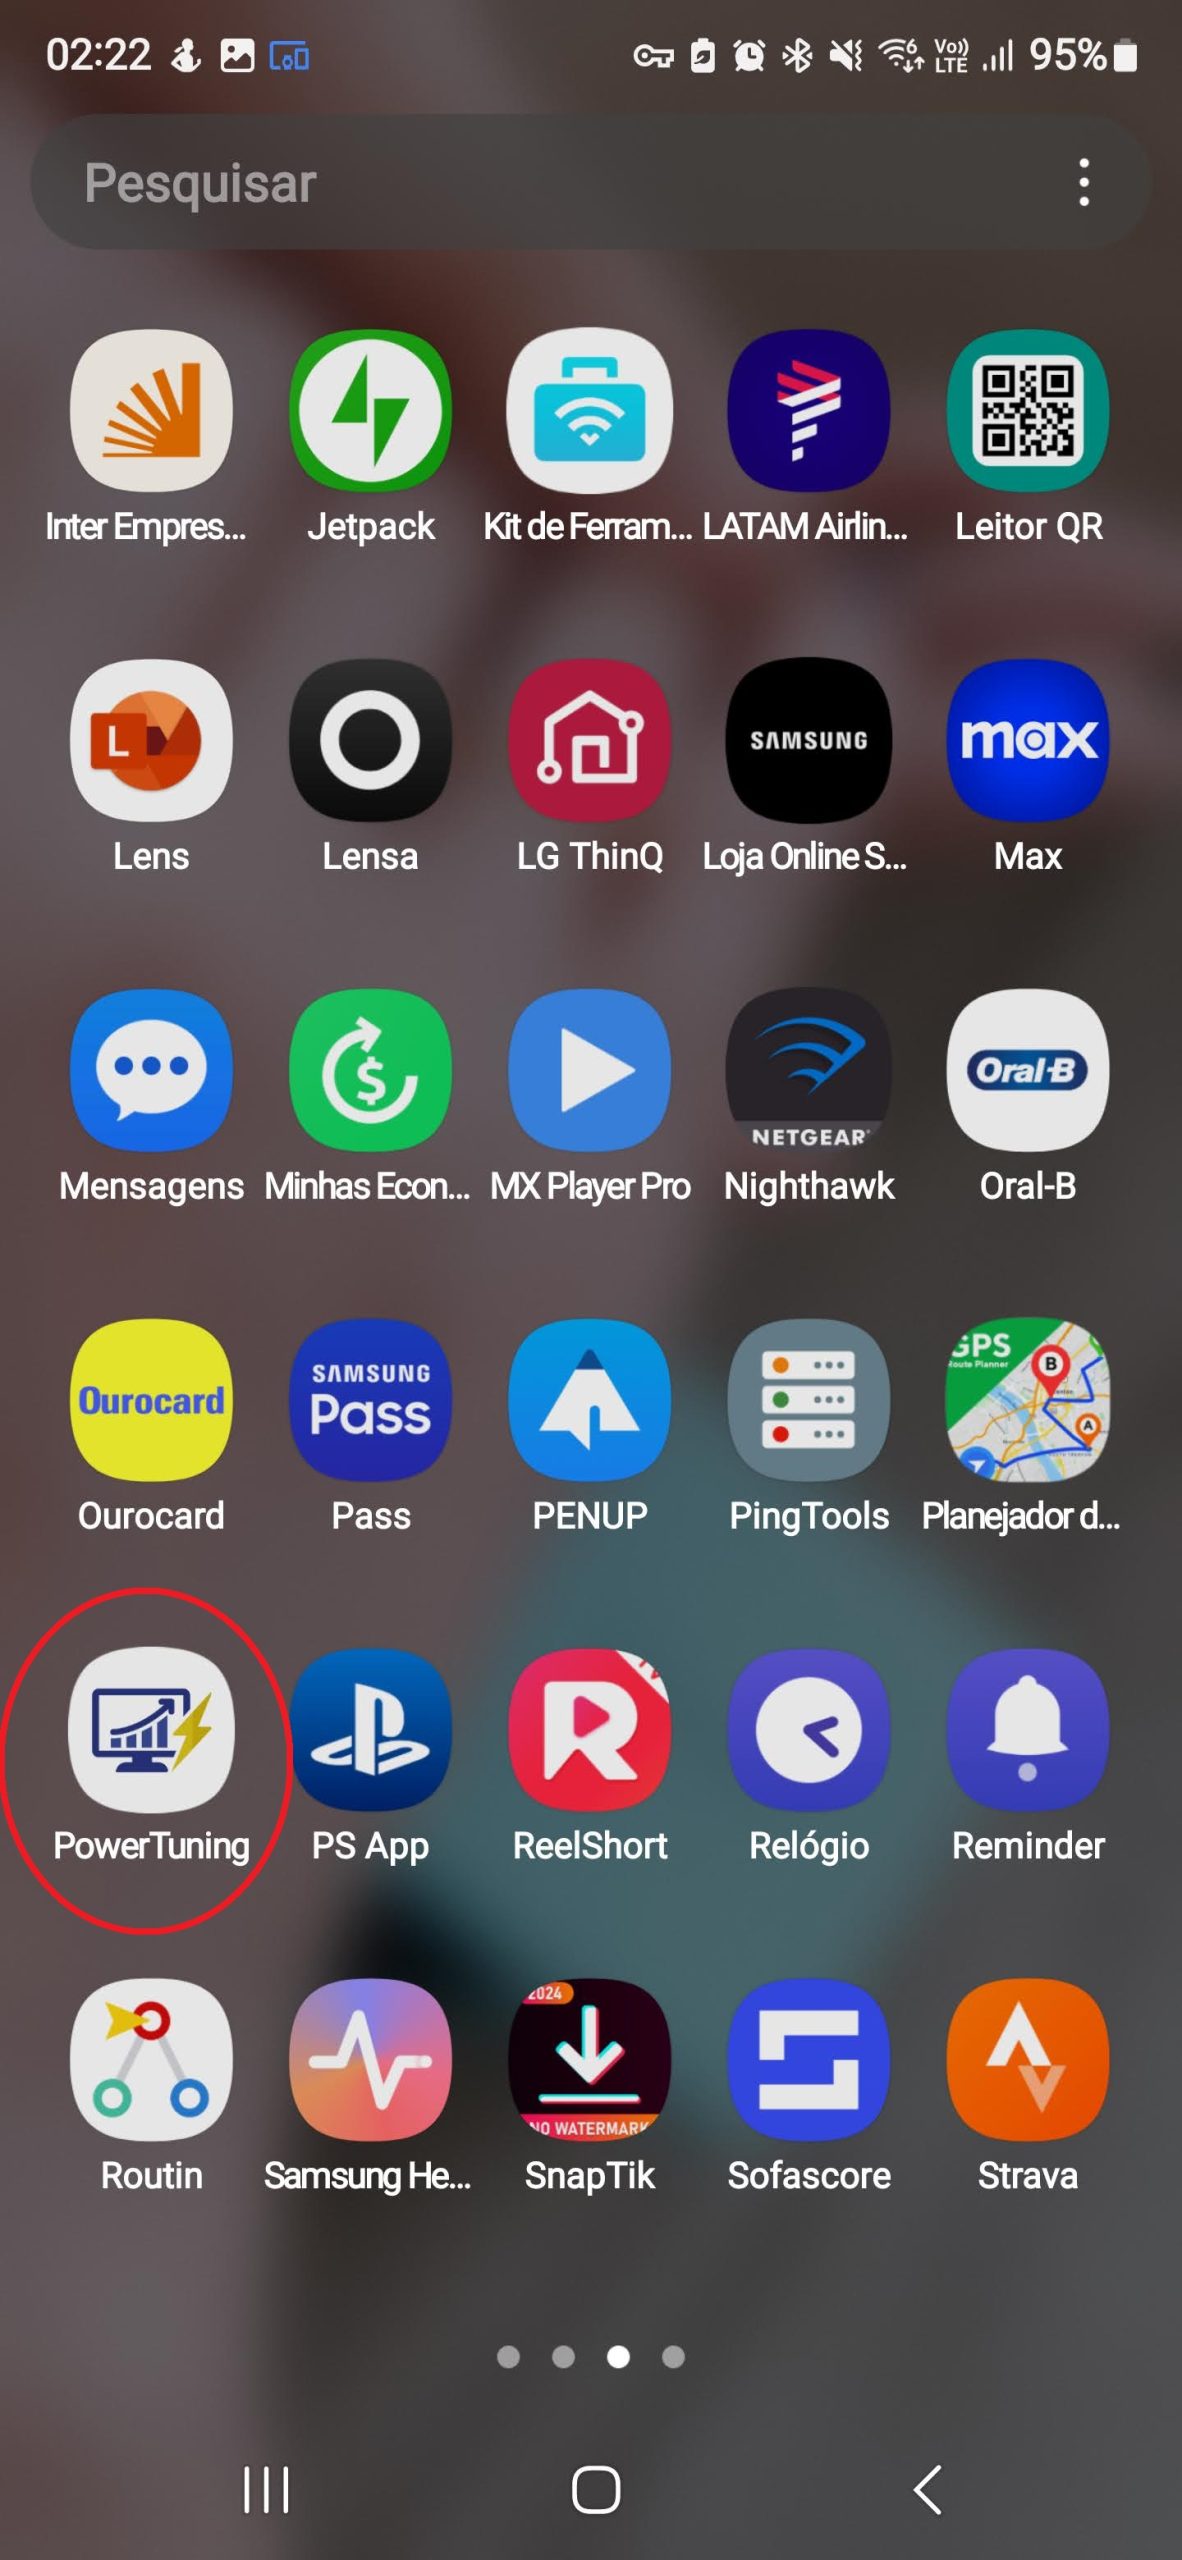 02:22 Vo)) LTE 95%
Pesquisar
Inter Empres... Jetpack Kit de Ferram... LATAM Airlin... Leitor QR
L SAMSUNG max
Lens Lensa LG ThinQ Loja Online S... Max
$ NETGEAR Oral-B
Mensagens Minhas Econ... MX Player Pro Nighthawk Oral-B
Ourocard SAMSUNG Pass GPS Route Planner B A
Ourocard Pass PENUP PingTools Planejador d...
R
PowerTuning PS App ReelShort Relógio Reminder
2024
NO WATERMARK
Routin Samsung He... SnapTik Sofascore Strava